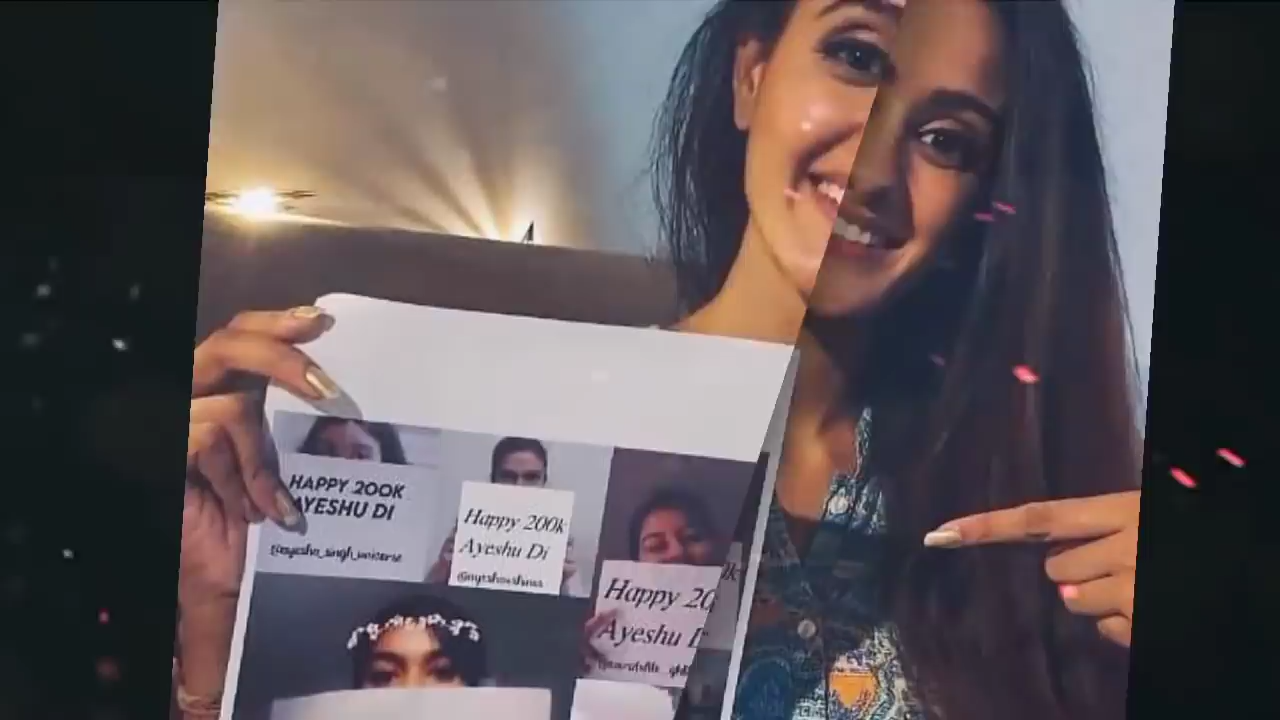 HAPPY 200K
AYESHU DI
@ayesha_singh_universe
Happy 200k
Ayeshu Di
Happy 20
Ayeshu D